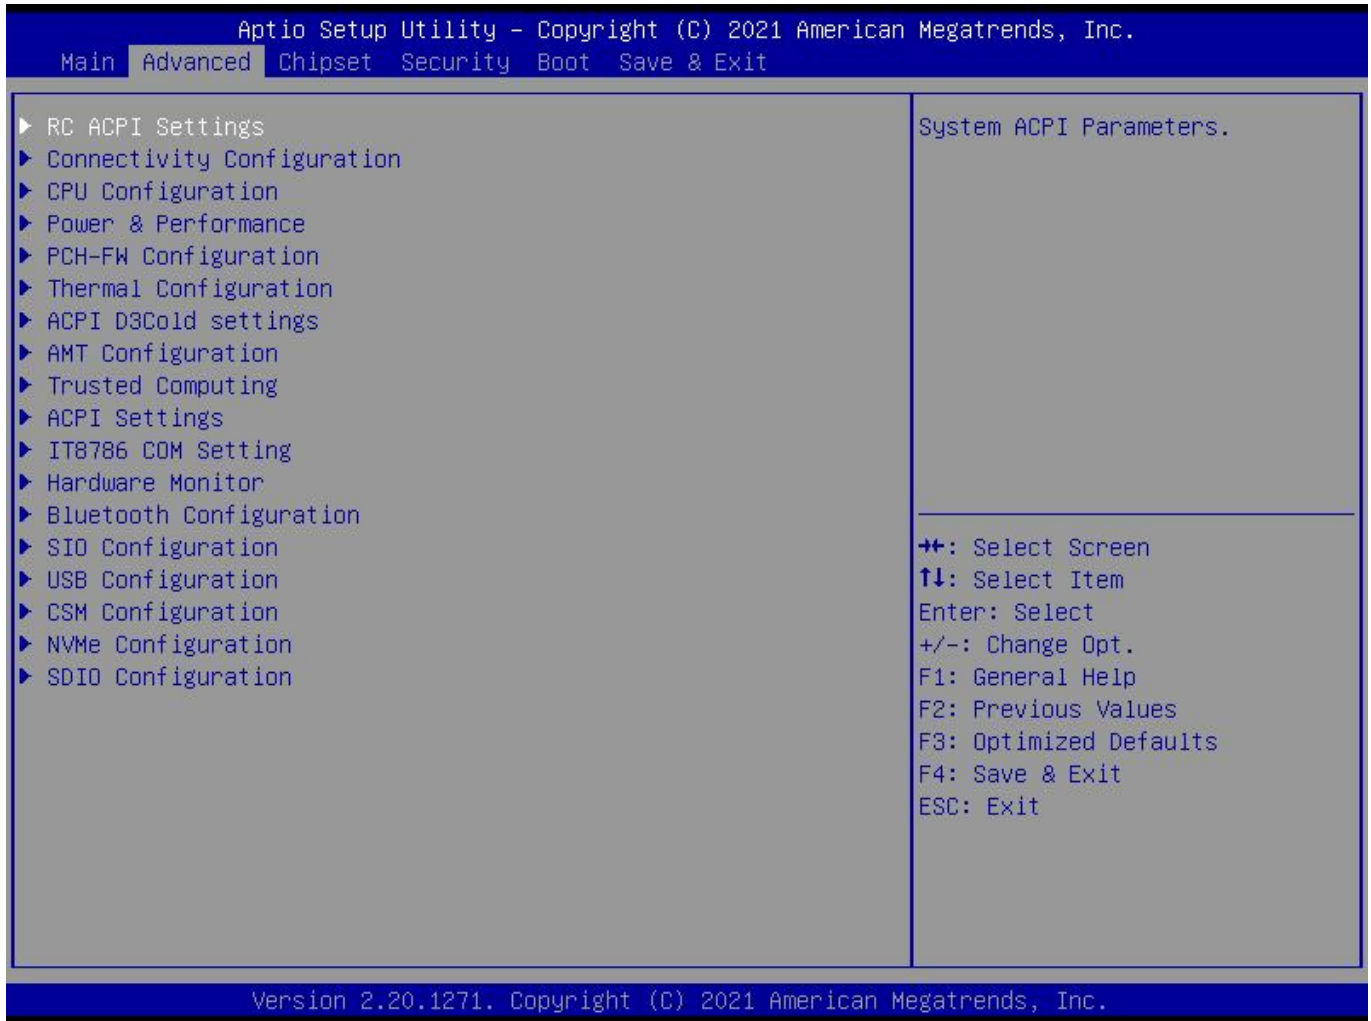 Aptio Setup Utility – Copyright (C) 2021 American Megatrends, Inc.
Main Advanced Chipset Security Boot Save & Exit
▶ RC ACPI Settings
▶ Connectivity Configuration
▶ CPU Configuration
▶ Power & Performance
▶ PCH-FW Configuration
▶ Thermal Configuration
▶ ACPI D3Cold settings
▶ AMT Configuration
▶ Trusted Computing
▶ ACPI Settings
▶ IT8786 COM Setting
▶ Hardware Monitor
▶ Bluetooth Configuration
▶ SIO Configuration
▶ USB Configuration
▶ CSM Configuration
▶ NVMe Configuration
▶ SDIO Configuration
System ACPI Parameters.
→←: Select Screen
↑↓: Select Item
Enter: Select
+/-: Change Opt.
F1: General Help
F2: Previous Values
F3: Optimized Defaults
F4: Save & Exit
ESC: Exit
Version 2.20.1271. Copyright (C) 2021 American Megatrends, Inc.